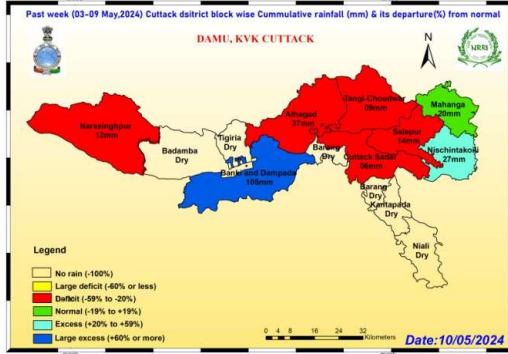 Past week (03-09 May,2024) Cuttack dsitrict block wise Cummulative rainfall (mm) & its departure(%) from normal
DAMU, KVK CUTTACK
N
NRRI
Narasinghpur
12mm
Badamba
Dry
Tigiria
Dry
Athagad
37mm
Tangi-Choudwar
09mm
Mahanga
20mm
Salepur
14mm
Nischintakoili
27mm
Banki and Dampada
105mm
Barang
Dry
Cuttack Sadar
06mm
Barang
Dry
Kantapada
Dry
Niali
Dry
Legend
No rain (-100%)
Large deficit (-60% or less)
Deficit (-59% to -20%)
Normal (-19% to +19%)
Excess (+20% to +59%)
Large excess (+60% or more)
0 4 8 16 24 32
Kilometers
Date:10/05/2024